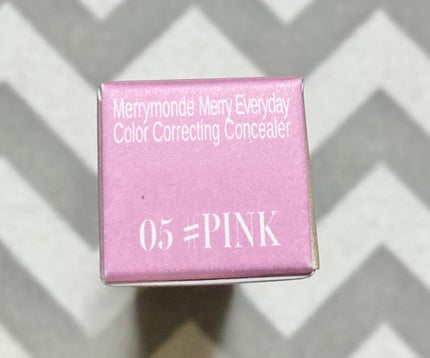 Merrymonde Merry Everyday
Color Correcting Concealer
05 #PINK